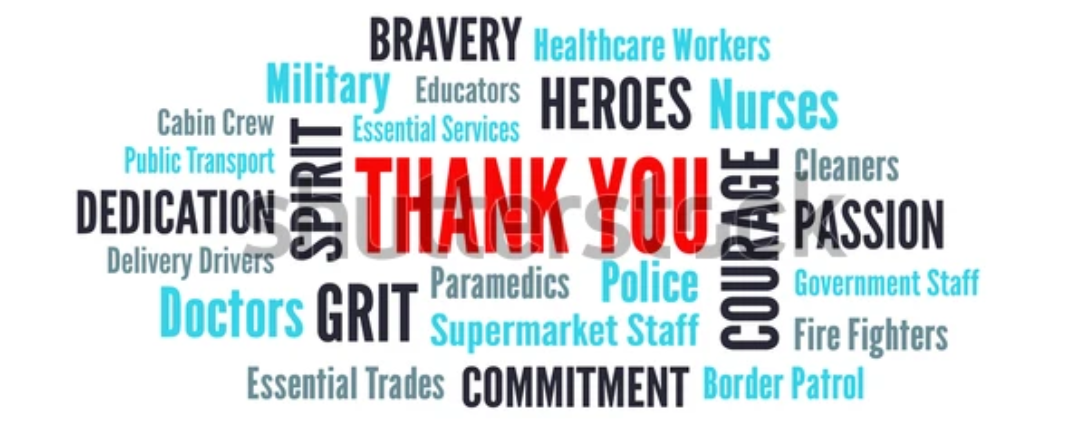 BRAVERY Healthcare Workers
Military Educators HEROES Nurses
Cabin Crew Essential Services
Public Transport SPIRIT THANK YOU COURAGE Cleaners
DEDICATION PASSION
Delivery Drivers
Doctors GRIT Paramedics Police Government Staff
Supermarket Staff Fire Fighters
Essential Trades COMMITMENT Border Patrol
shutterstock